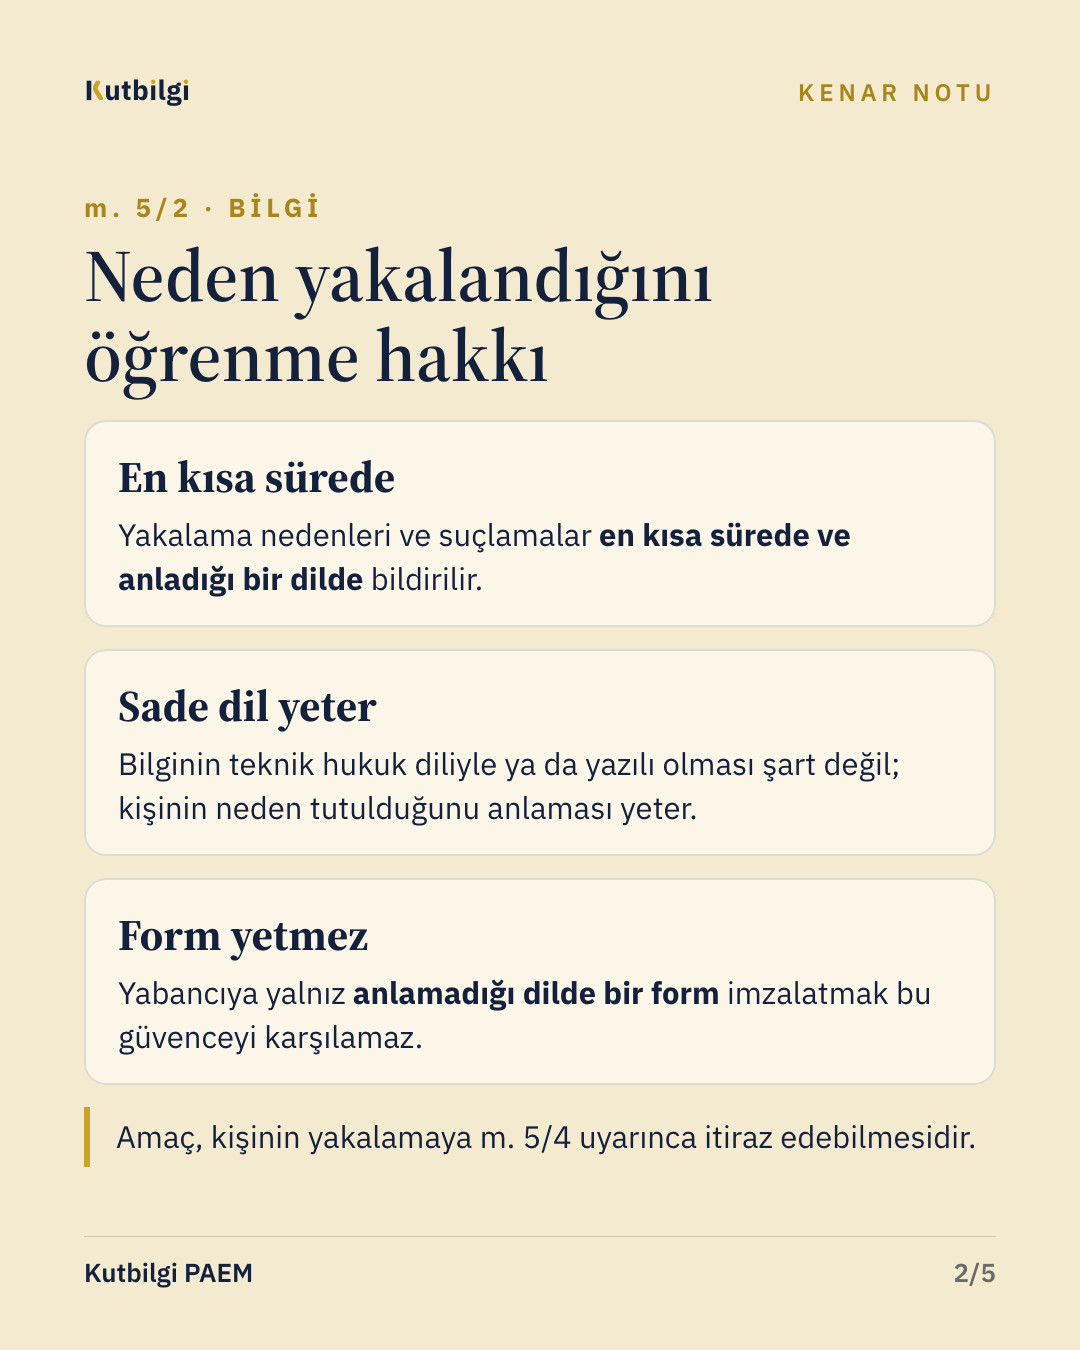 Kutbilgi
KENAR NOTU
m. 5/2 · BİLGİ
Neden yakalandığını
öğrenme hakkı
En kısa sürede
Yakalama nedenleri ve suçlamalar en kısa sürede ve
anladığı bir dilde bildirilir.
Sade dil yeter
Bilginin teknik hukuk diliyle ya da yazılı olması şart değil;
kişinin neden tutulduğunu anlaması yeter.
Form yetmez
Yabancıya yalnız anlamadığı dilde bir form imzalatmak bu
güvenceyi karşılamaz.
Amaç, kişinin yakalamaya m. 5/4 uyarınca itiraz edebilmesidir.
Kutbilgi PAEM
2/5